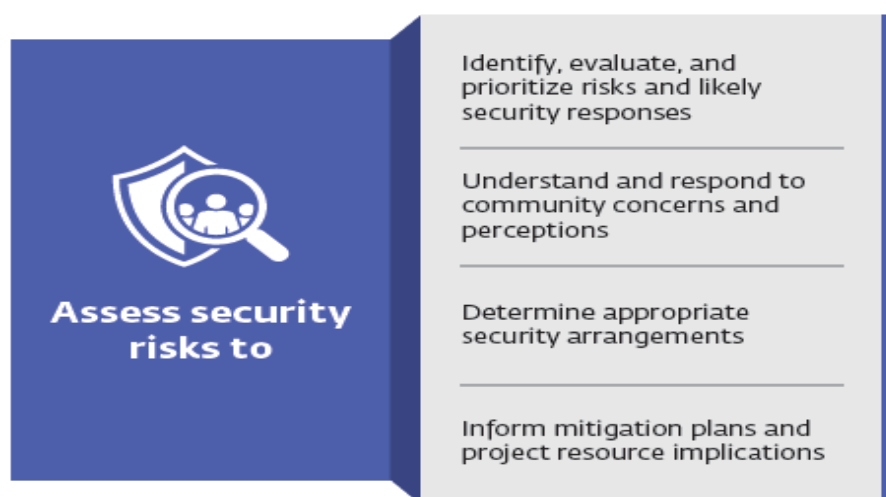 Assess security
risks to
Identify, evaluate, and
prioritize risks and likely
security responses
Understand and respond to
community concerns and
perceptions
Determine appropriate
security arrangements
Inform mitigation plans and
project resource implications